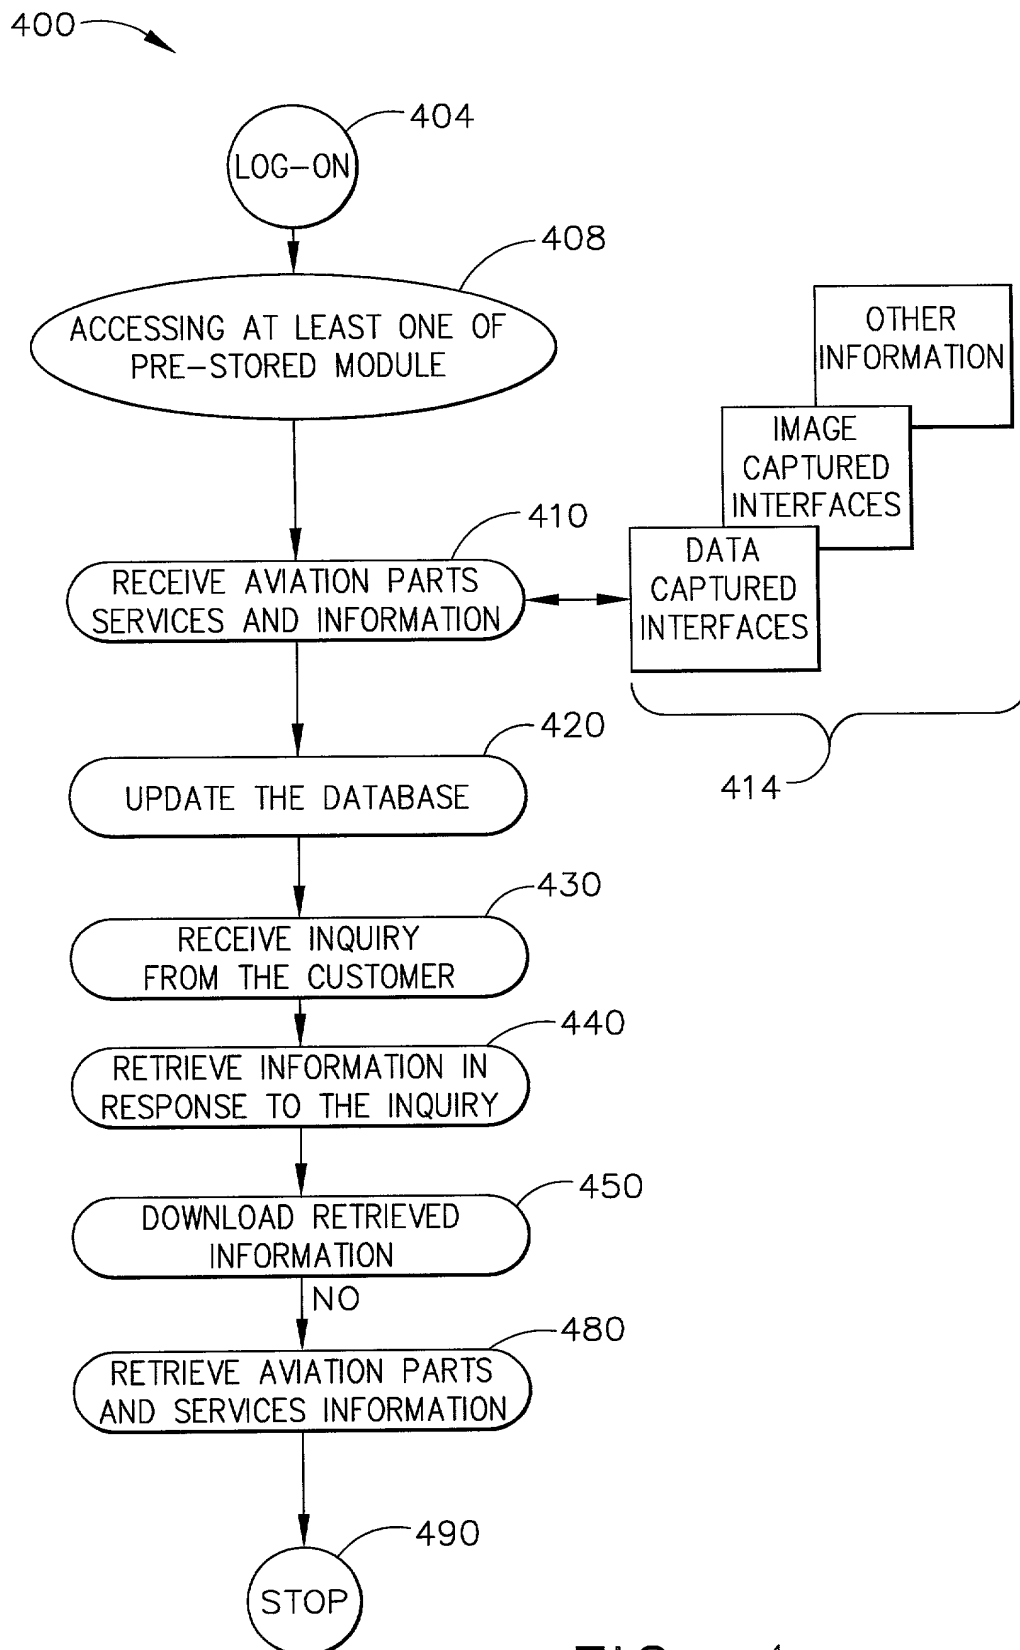 400
404
LOG-ON
408
ACCESSING AT LEAST ONE OF
PRE-STORED MODULE
OTHER
INFORMATION
IMAGE
CAPTURED
INTERFACES
410
RECEIVE AVIATION PARTS
SERVICES AND INFORMATION
DATA
CAPTURED
INTERFACES
414
420
UPDATE THE DATABASE
430
RECEIVE INQUIRY
FROM THE CUSTOMER
440
RETRIEVE INFORMATION IN
RESPONSE TO THE INQUIRY
450
DOWNLOAD RETRIEVED
INFORMATION
NO
480
RETRIEVE AVIATION PARTS
AND SERVICES INFORMATION
490
STOP